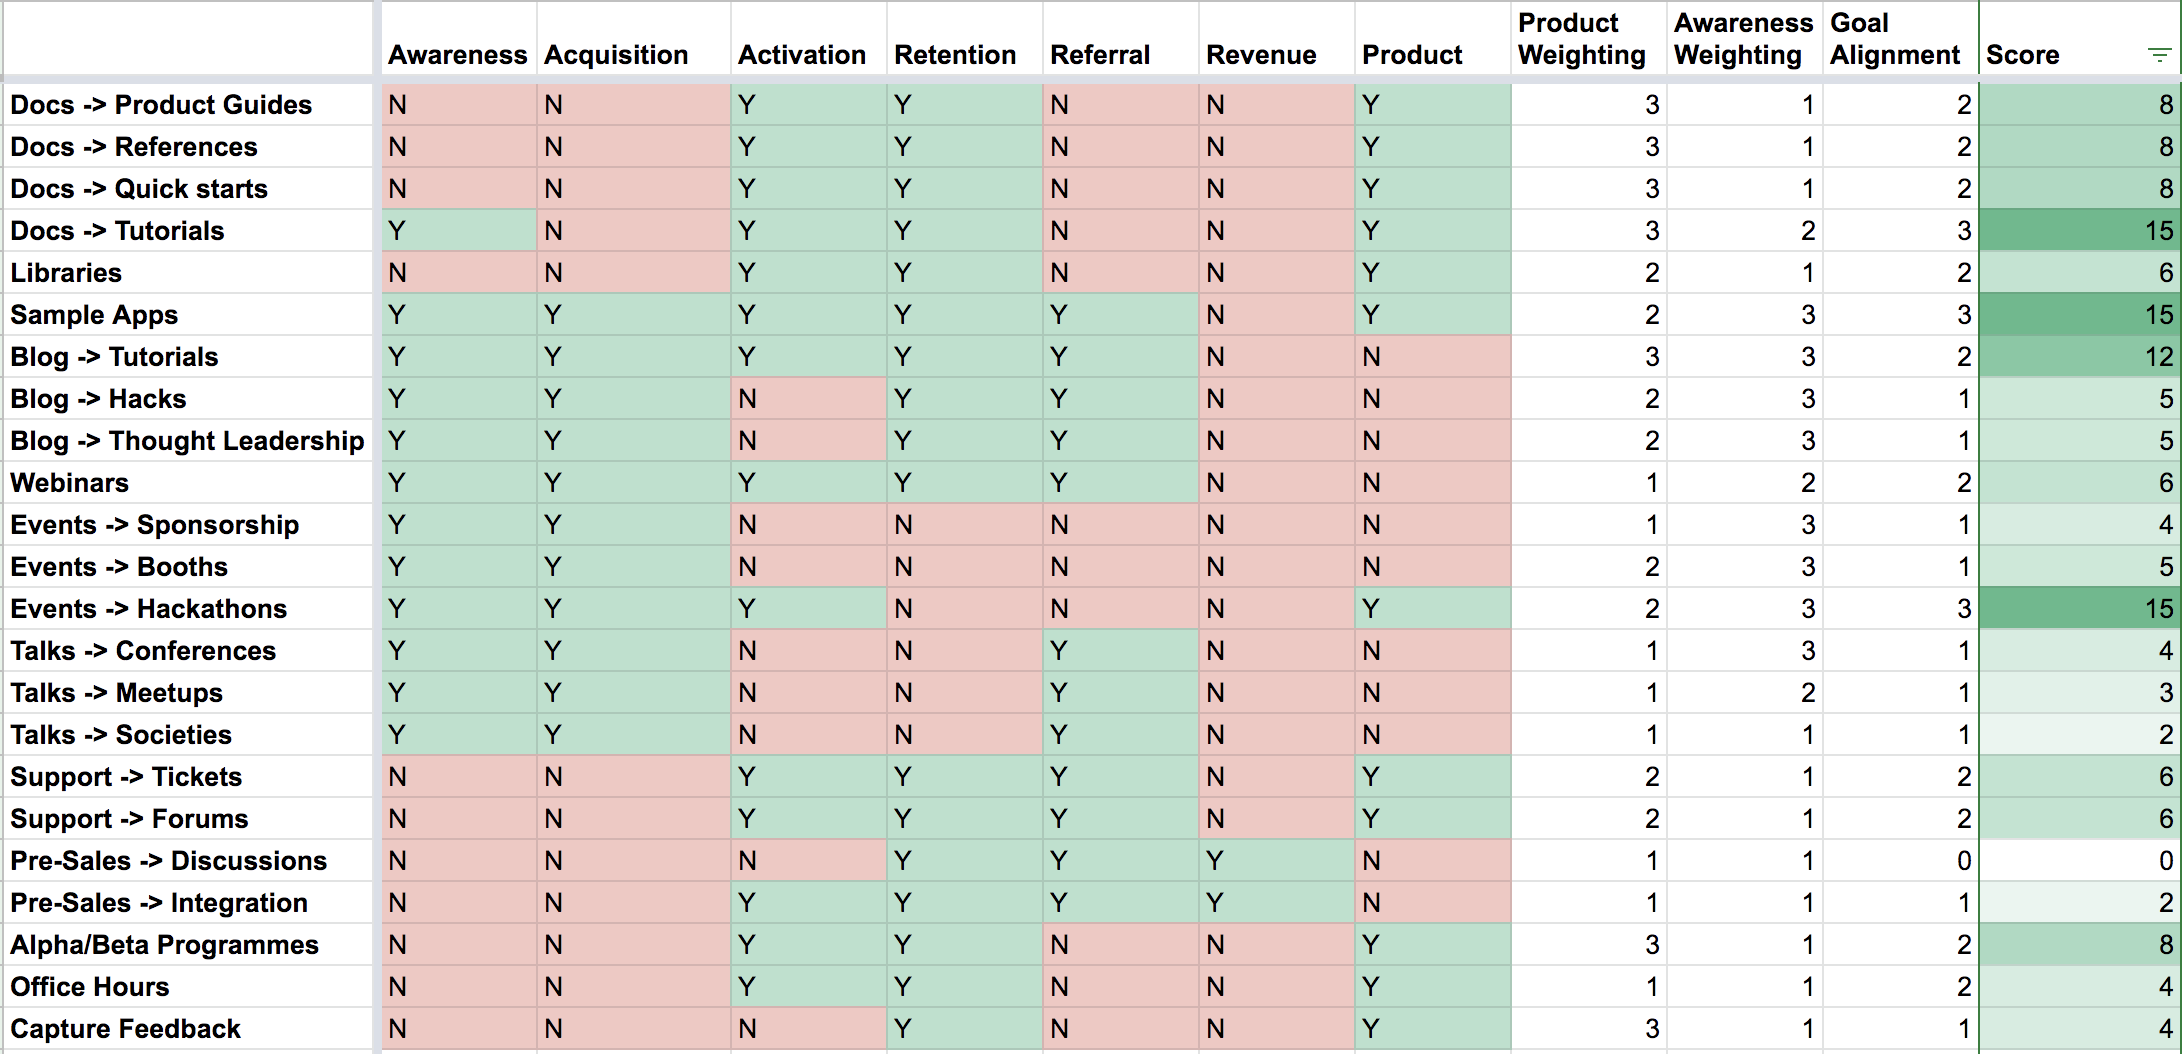 Awareness Acquisition Activation Retention Referral Revenue Product Product Weighting Awareness Weighting Goal Alignment Score
Docs -> Product Guides N N Y Y N N Y 3 1 2 8
Docs -> References N N Y Y N N Y 3 1 2 8
Docs -> Quick starts N N Y Y N N Y 3 1 2 8
Docs -> Tutorials Y N Y Y N N Y 3 2 3 15
Libraries N N Y Y N N Y 2 1 2 6
Sample Apps Y Y Y Y Y N Y 2 3 3 15
Blog -> Tutorials Y Y Y Y Y N N 3 3 2 12
Blog -> Hacks Y Y N Y Y N N 2 3 1 5
Blog -> Thought Leadership Y Y N Y Y N N 2 3 1 5
Webinars Y Y Y Y Y N N 1 2 2 6
Events -> Sponsorship Y Y N N N N N 1 3 1 4
Events -> Booths Y Y N N N N N 2 3 1 5
Events -> Hackathons Y Y Y N N N Y 2 3 3 15
Talks -> Conferences Y Y N N Y N N 1 3 1 4
Talks -> Meetups Y Y N N Y N N 1 2 1 3
Talks -> Societies Y Y N N Y N N 1 1 1 2
Support -> Tickets N N Y Y Y N Y 2 1 2 6
Support -> Forums N N Y Y Y N Y 2 1 2 6
Pre-Sales -> Discussions N N N Y Y Y N 1 1 0 0
Pre-Sales -> Integration N N Y Y Y Y N 1 1 1 2
Alpha/Beta Programmes N N Y Y N N Y 3 1 2 8
Office Hours N N Y Y N N Y 1 1 2 4
Capture Feedback N N N Y N N Y 3 1 1 4